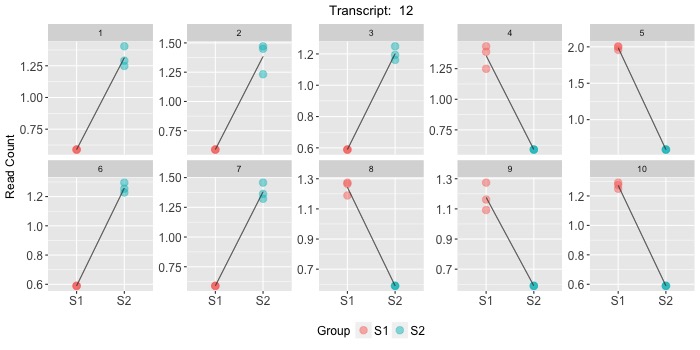 Transcript: 12
1 2 3 4 5
1.25 1.00 0.75
1.50 1.25 1.00 0.75
1.2 1.0 0.8 0.6
1.25 1.00 0.75
2.0 1.5 1.0
Read Count
6 7 8 9 10
1.2 1.0 0.8 0.6
1.50 1.25 1.00 0.75
1.3 1.1 0.9 0.7
1.3 1.1 0.9 0.7
1.2 1.0 0.8 0.6
S1 S2 S1 S2 S1 S2 S1 S2 S1 S2
Group S1 S2